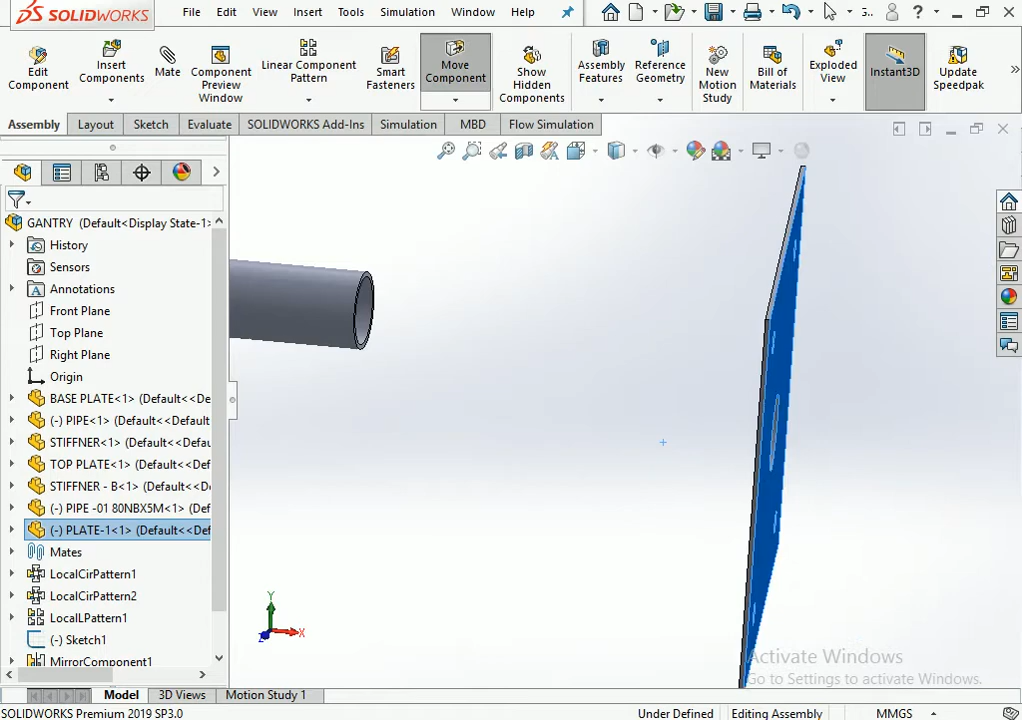 SOLIDWORKS File Edit View Insert Tools Simulation Window Help 3.. ?
Edit Component
Insert Components
Mate
Component Preview Window
Linear Component Pattern
Smart Fasteners
Move Component
Show Hidden Components
Assembly Features
Reference Geometry
New Motion Study
Bill of Materials
Exploded View
Instant3D
Update Speedpak
Assembly Layout Sketch Evaluate SOLIDWORKS Add-Ins Simulation MBD Flow Simulation
GANTRY (Default<Display State-1>
History
Sensors
Annotations
Front Plane
Top Plane
Right Plane
Origin
BASE PLATE<1> (Default<<De
(-) PIPE<1> (Default<<Default
STIFFNER<1> (Default<<Defau
TOP PLATE<1> (Default<<Def
STIFFNER - B<1> (Default<<D
(-) PIPE -01 80NBX5M<1> (Def
(-) PLATE-1<1> (Default<<Def
Mates
LocalCirPattern1
LocalCirPattern2
LocalLPattern1
(-) Sketch1
MirrorComponent1
Y
X
Z
Activate Windows
Go to Settings to activate Windows.
Model 3D Views Motion Study 1
SOLIDWORKS Premium 2019 SP3.0 Under Defined Editing Assembly MMGS